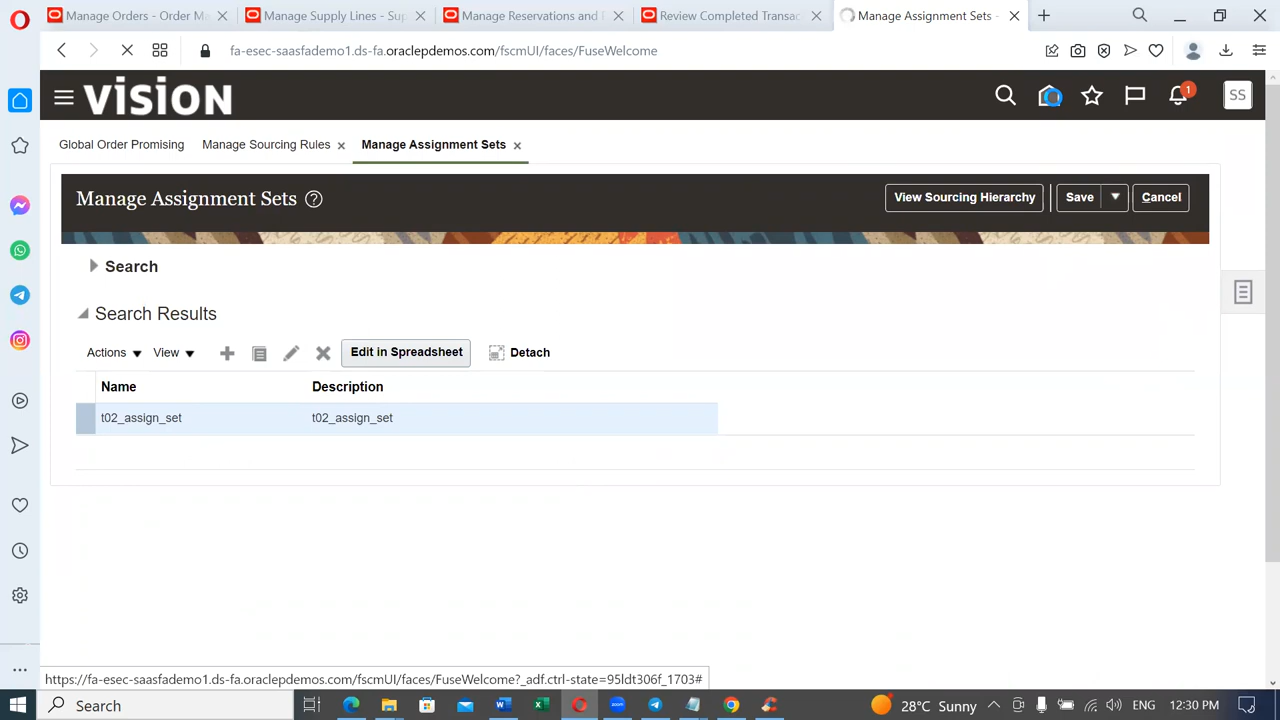 Manage Orders - Order M
Manage Supply Lines - Sup
Manage Reservations and
Review Completed Transac
Manage Assignment Sets -
fa-esec-saasfademo1.ds-fa.oraclepdemos.com/fscmUI/faces/FuseWelcome
vision
1
SS
Global Order Promising
Manage Sourcing Rules
Manage Assignment Sets
Manage Assignment Sets
View Sourcing Hierarchy
Save
Cancel
Search
Search Results
Actions
View
Edit in Spreadsheet
Detach
Name Description
t02_assign_set t02_assign_set
https://fa-esec-saasfademo1.ds-fa.oraclepdemos.com/fscmUI/faces/FuseWelcome?_adf.ctrl-state=95ldt306f_1703#
Search
28°C Sunny
ENG
12:30 PM